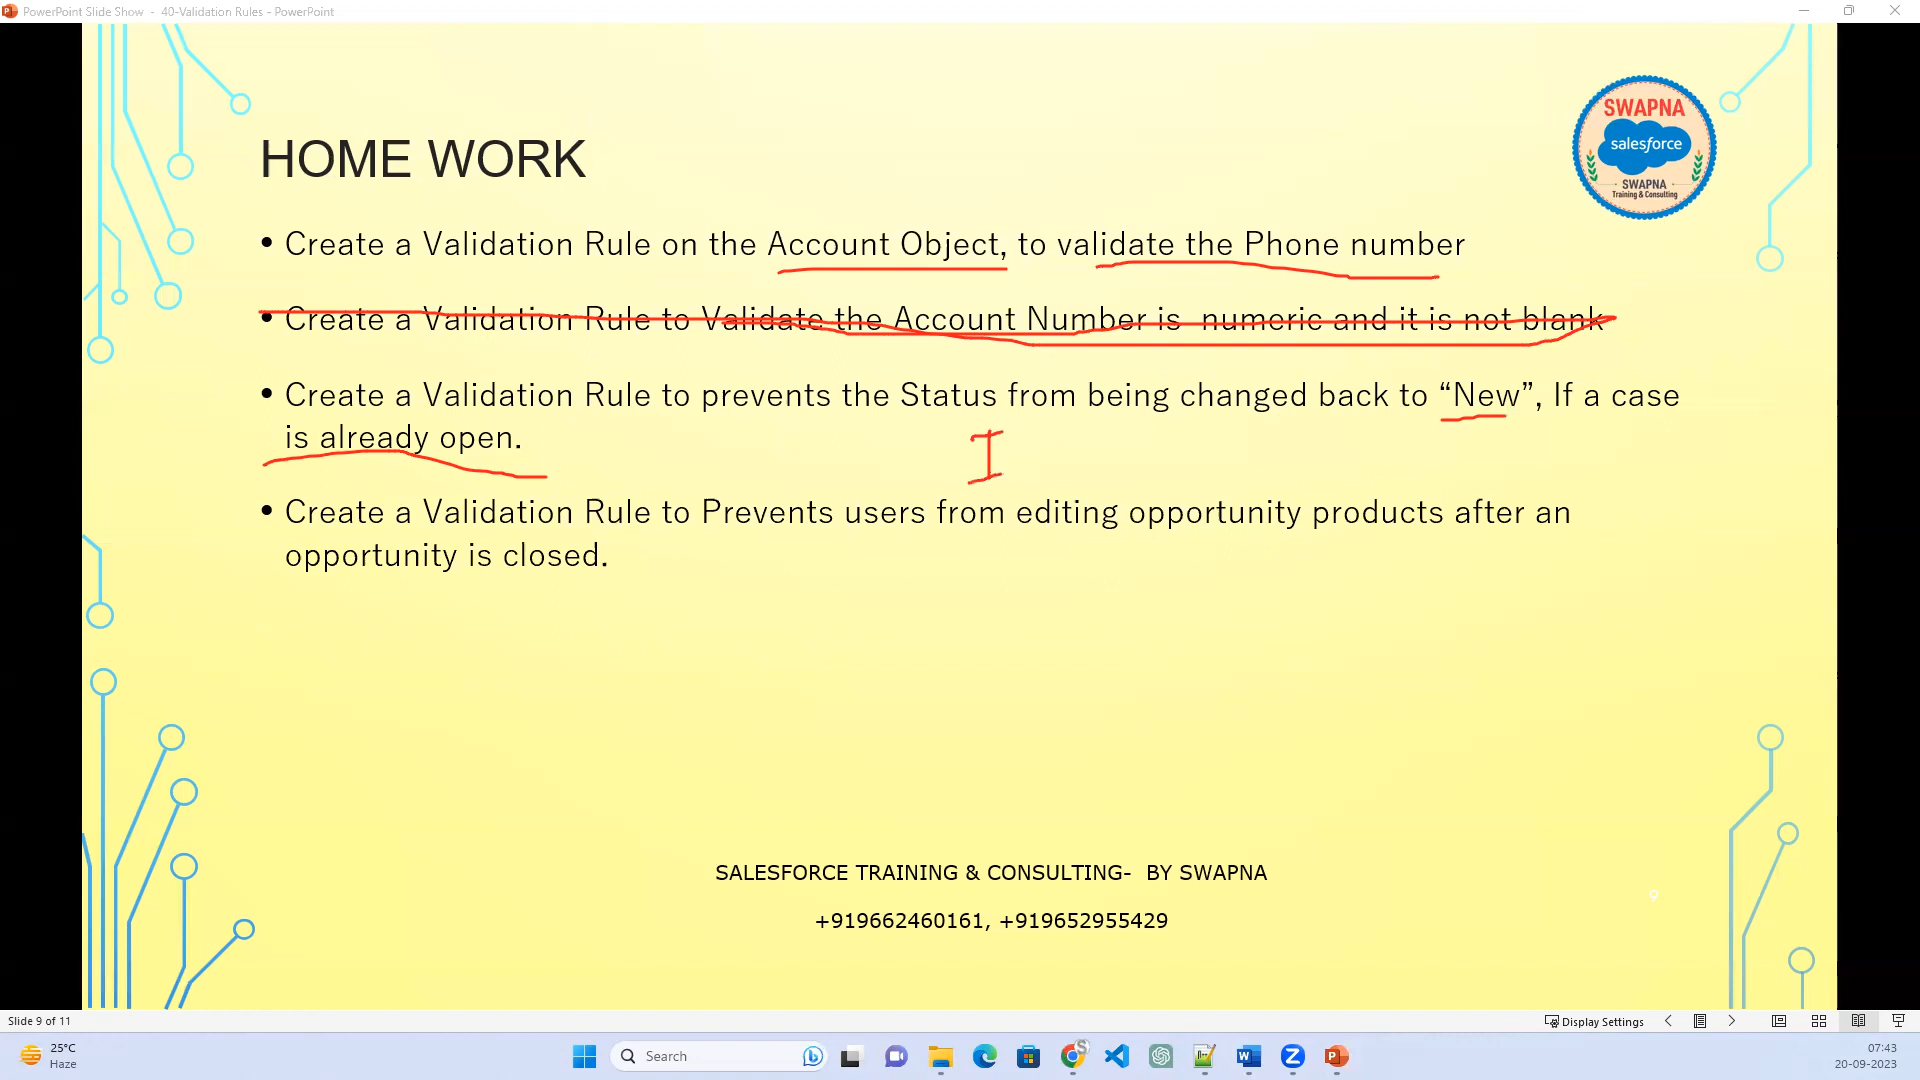 PowerPoint Slide Show - 40-Validation Rules - PowerPoint
SWAPNA
salesforce
SWAPNA
Training & Consulting
HOME WORK
• Create a Validation Rule on the Account Object, to validate the Phone number
• Create a Validation Rule to Validate the Account Number is numeric and it is not blank
• Create a Validation Rule to prevents the Status from being changed back to “New”, If a case
is already open.
I
• Create a Validation Rule to Prevents users from editing opportunity products after an
opportunity is closed.
SALESFORCE TRAINING & CONSULTING- BY SWAPNA
9
+919662460161, +919652955429
Slide 9 of 11
Display Settings
25°C
Haze
Search
07:43
20-09-2023